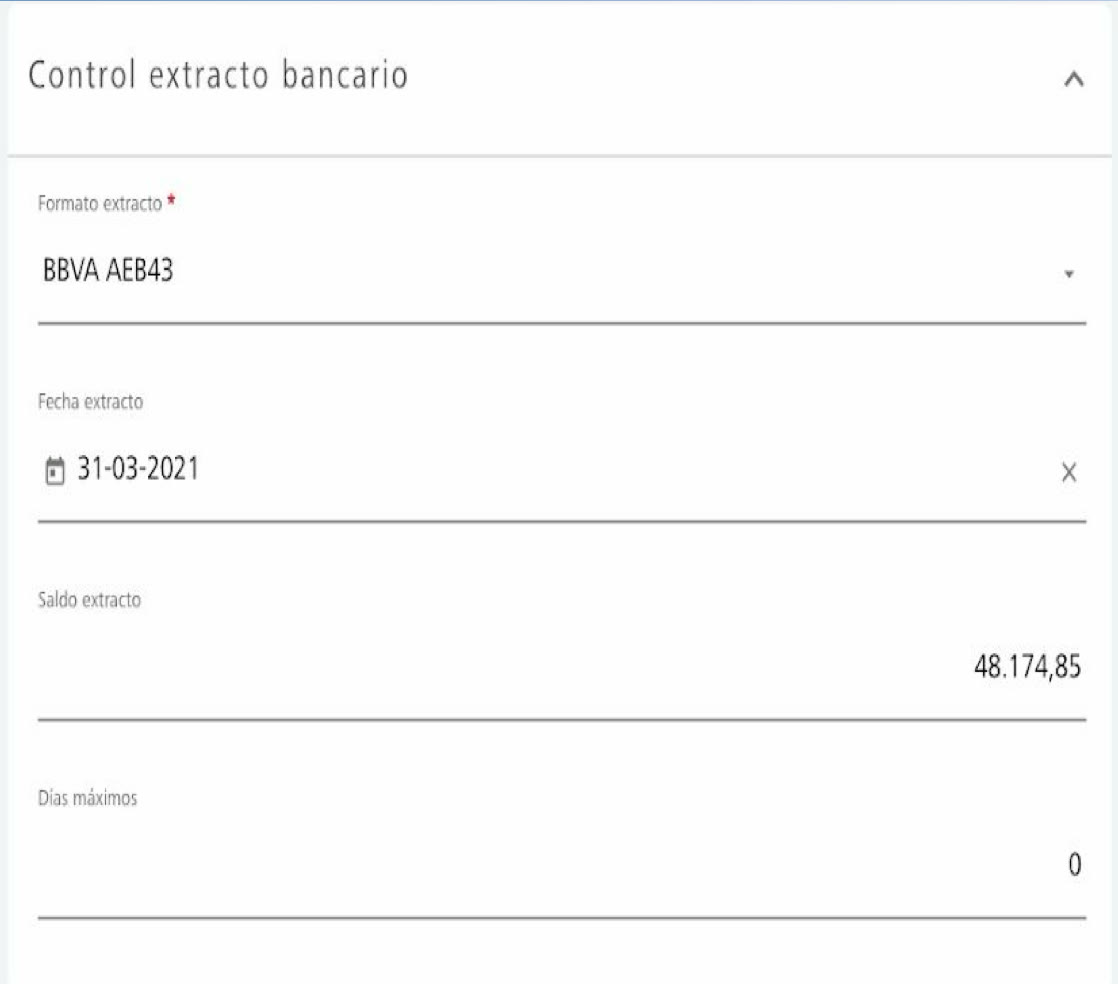 Control extracto bancario
Formato extracto *
BBVA AEB43
Fecha extracto
31-03-2021
Saldo extracto
48.174,85
Días máximos
0